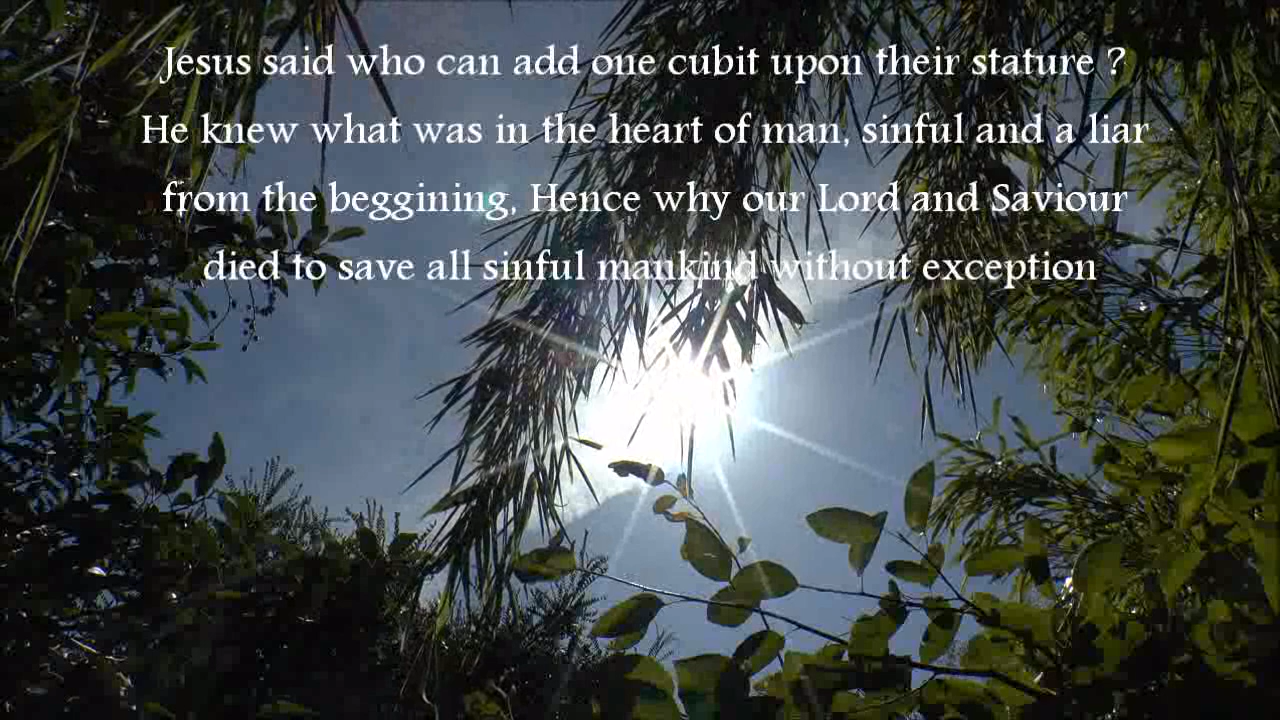 Jesus said who can add one cubit upon their stature ?
He knew what was in the heart of man, sinful and a liar
from the beggining, Hence why our Lord and Saviour
died to save all sinful mankind without exception